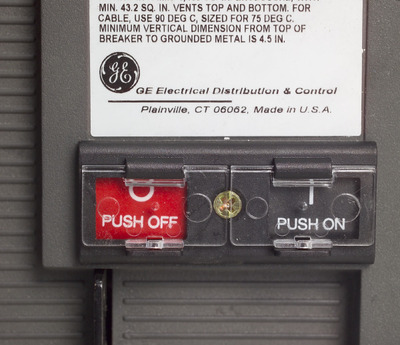 MIN. 43.2 SQ. IN. VENTS TOP AND BOTTOM. FOR
CABLE, USE 90 DEG C, SIZED FOR 75 DEG C.
MINIMUM VERTICAL DIMENSION FROM TOP OF
BREAKER TO GROUNDED METAL IS 4.5 IN.
GE
GE Electrical Distribution & Control
Plainville, CT 06062, Made in U.S.A.
O I
PUSH OFF PUSH ON